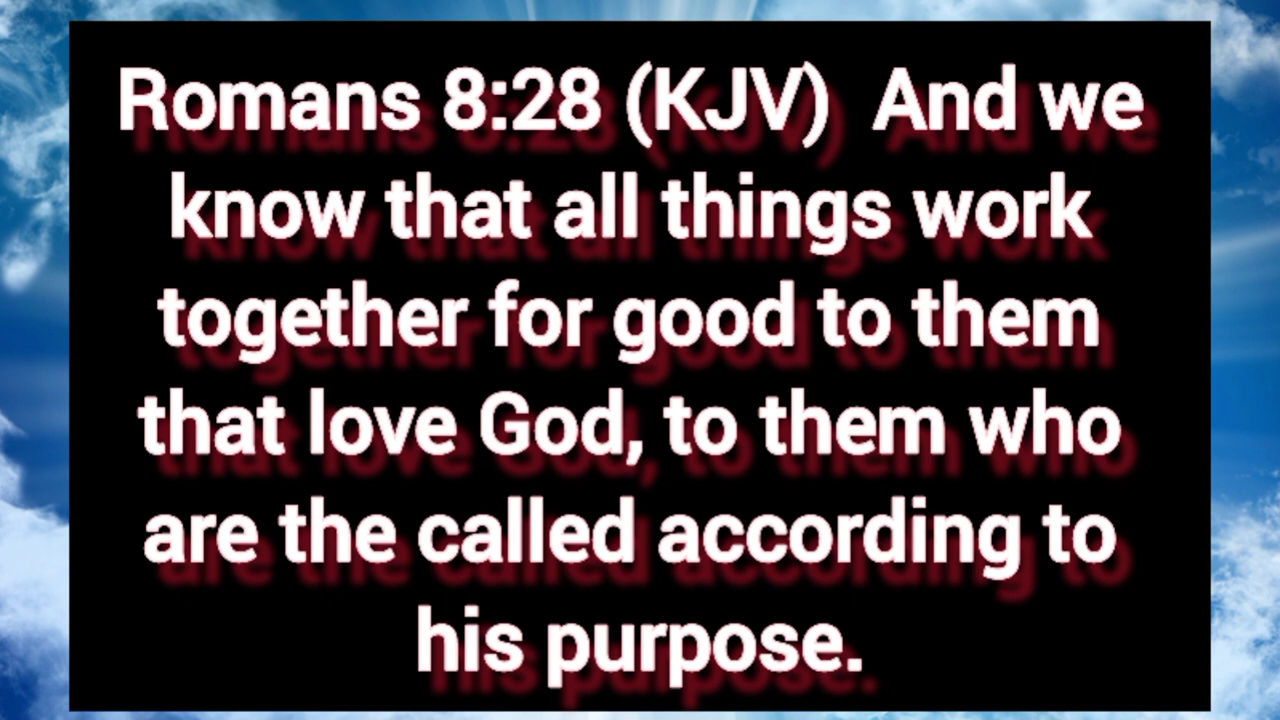 Romans 8:28 (KJV)  And we
know that all things work
together for good to them
that love God, to them who
are the called according to
his purpose.